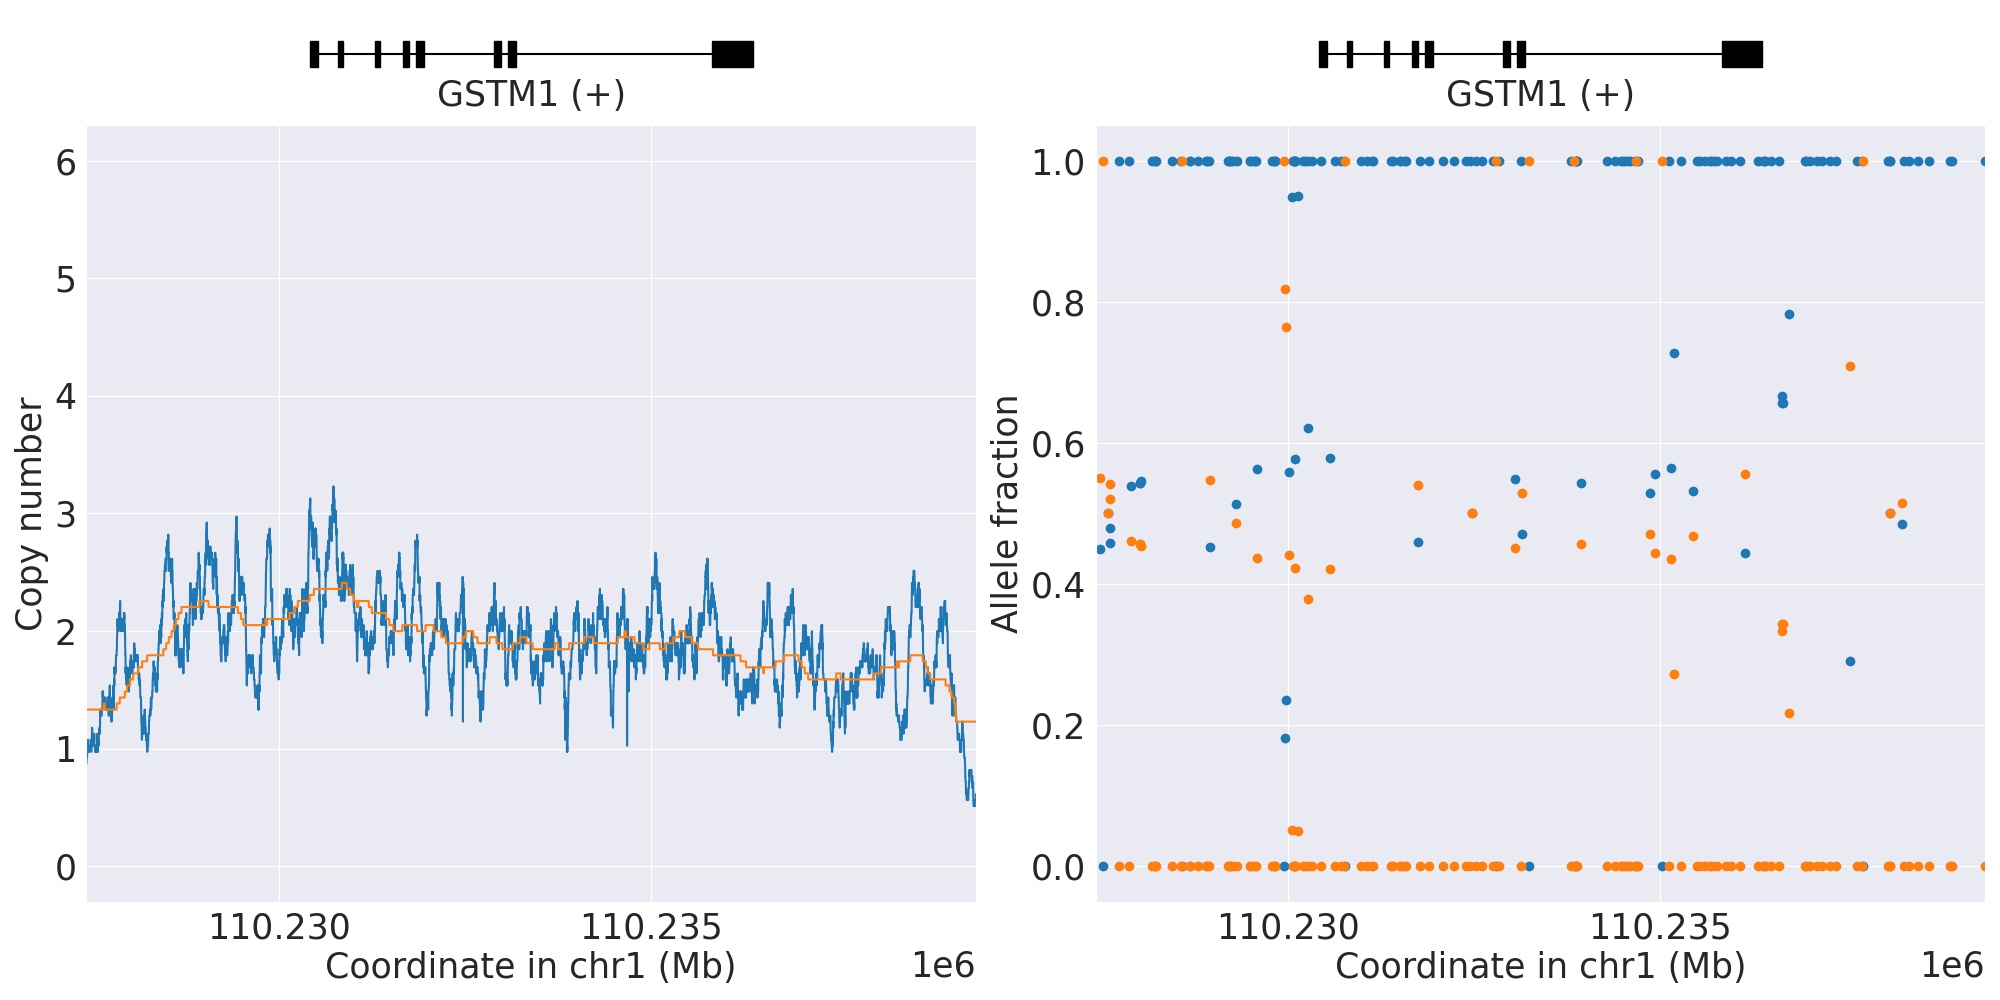 GSTM1 (+)
6
5
4
3
2
1
0
Copy number
110.230
110.235
Coordinate in chr1 (Mb)
1e6
GSTM1 (+)
1.0
0.8
0.6
0.4
0.2
0.0
Allele fraction
110.230
110.235
Coordinate in chr1 (Mb)
1e6